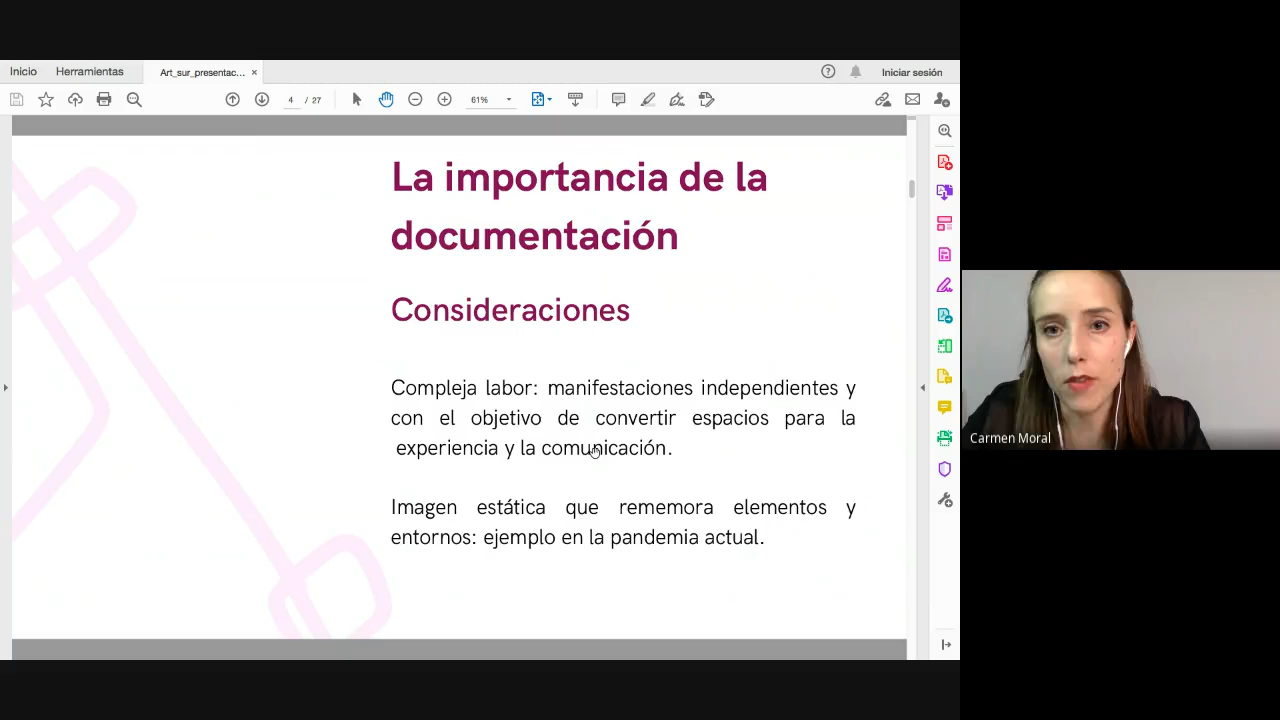 Inicio Herramientas Art_sur_presentac... × Iniciar sesión
4 / 27 61%
La importancia de la
documentación
Consideraciones
Compleja labor: manifestaciones independientes y
con el objetivo de convertir espacios para la
experiencia y la comunicación.
Imagen estática que rememora elementos y
entornos: ejemplo en la pandemia actual.
Carmen Moral